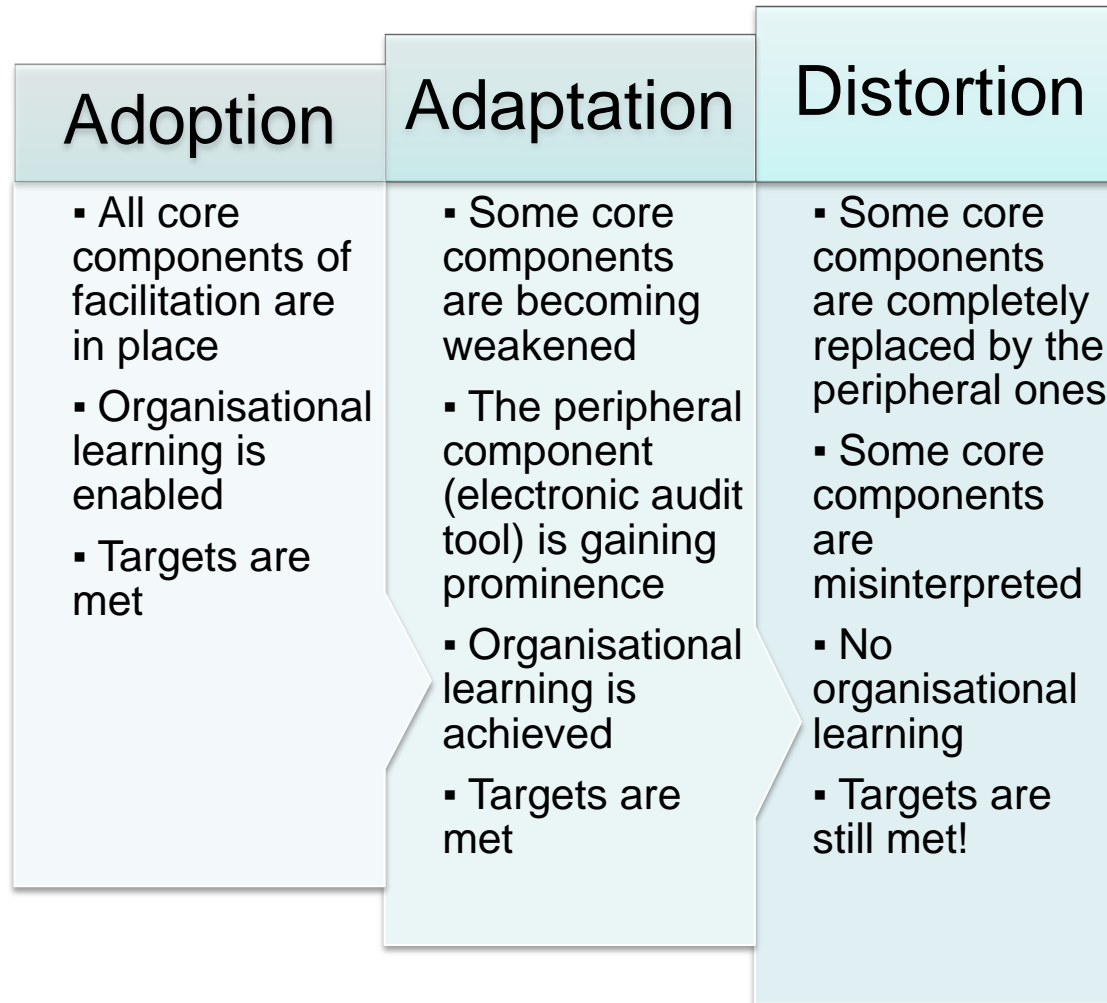 Adoption
▪ All core
components of
facilitation are
in place
▪ Organisational
learning is
enabled
▪ Targets are
met
Adaptation
▪ Some core
components
are becoming
weakened
▪ The peripheral
component
(electronic audit
tool) is gaining
prominence
▪ Organisational
learning is
achieved
▪ Targets are
met
Distortion
▪ Some core
components
are completely
replaced by the
peripheral ones
▪ Some core
components
are
misinterpreted
▪ No
organisational
learning
▪ Targets are
still met!